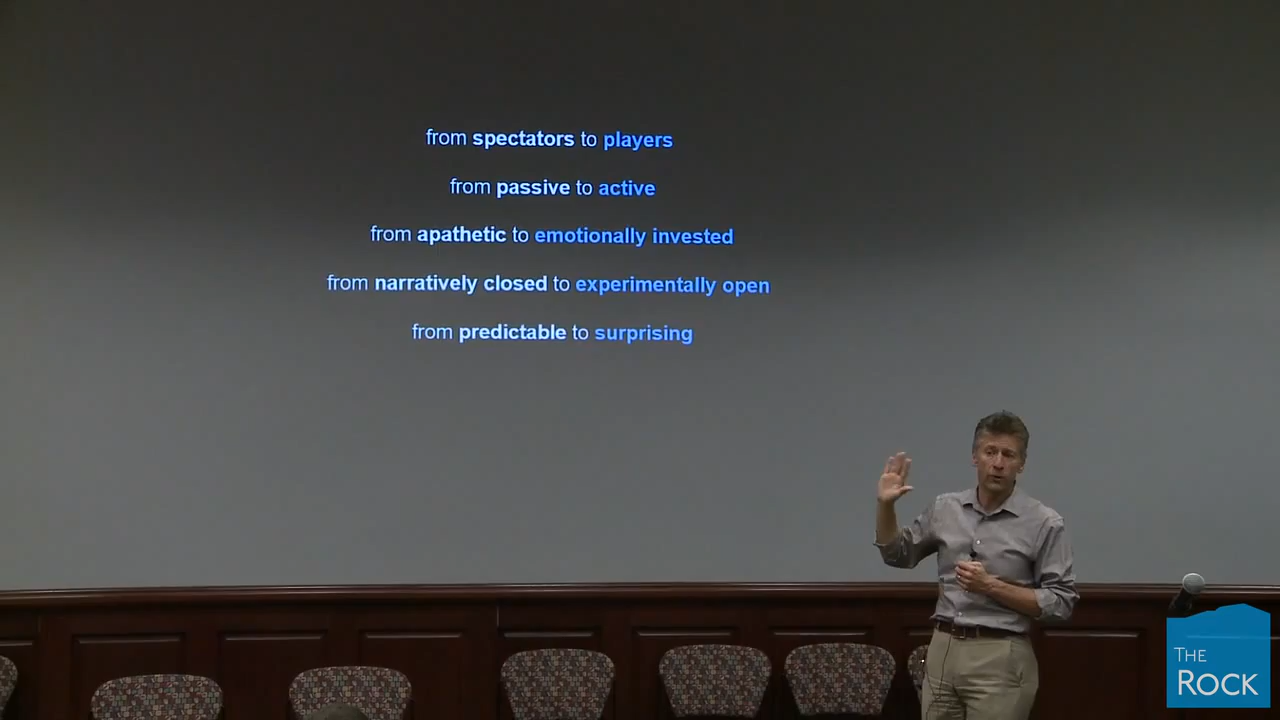 from spectators to players
from passive to active
from apathetic to emotionally invested
from narratively closed to experimentally open
from predictable to surprising
THE
ROCK